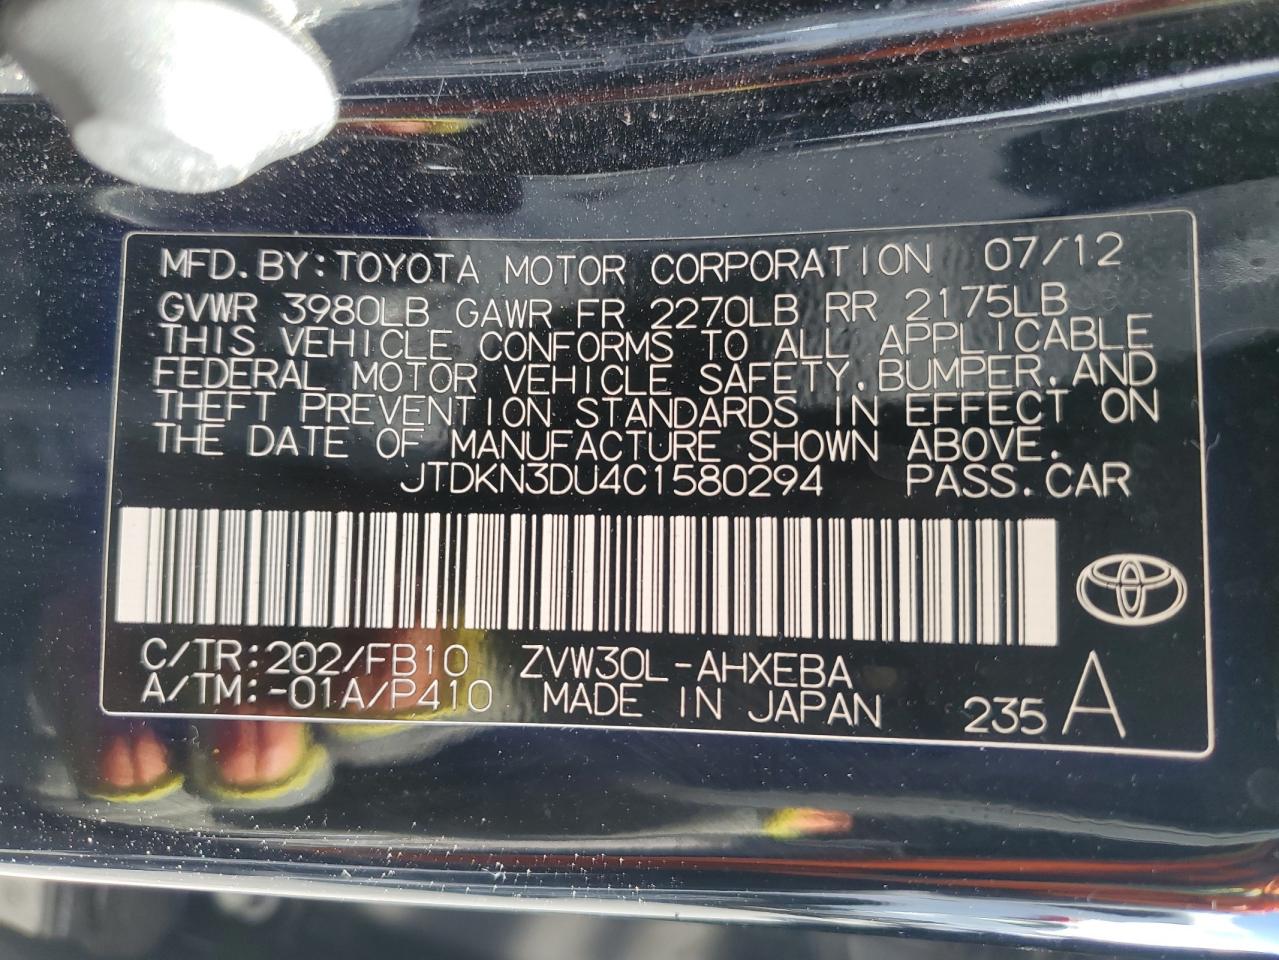 MFD.BY:TOYOTA MOTOR CORPORATION 07/12
GVWR 3980LB GAWR FR 2270LB RR 2175LB
THIS VEHICLE CONFORMS TO ALL APPLICABLE
FEDERAL MOTOR VEHICLE SAFETY,BUMPER,AND
THEFT PREVENTION STANDARDS IN EFFECT ON
THE DATE OF MANUFACTURE SHOWN ABOVE.
JTDKN3DU4C1580294 PASS.CAR
C/TR:202/FB10 ZVW30L-AHXEBA
A/TM:-01A/P410 MADE IN JAPAN 235 A